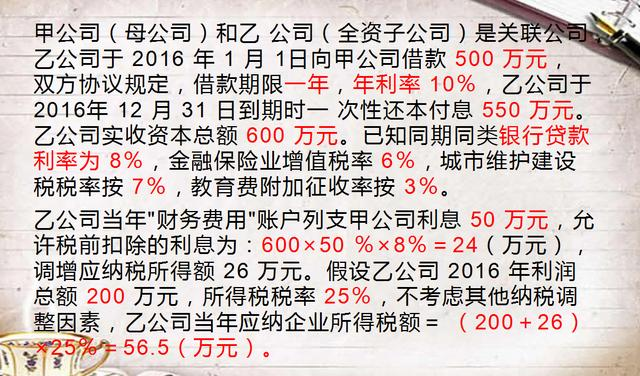 甲公司（母公司）和乙 公司（全资子公司）是关联公司
乙公司于 2016 年 1 月 1日向甲公司借款 500 万元，
双方协议规定，借款期限一年，年利率 10%，乙公司于
2016年 12 月 31 日到期时一 次性还本付息 550 万元。
乙公司实收资本总额 600 万元。已知同期同类银行贷款
利率为 8%，金融保险业增值税率 6%，城市维护建设
税税率按 7%，教育费附加征收率按 3%。
乙公司当年"财务费用"账户列支甲公司利息 50 万元，允
许税前扣除的利息为：600×50 %×8%＝24（万元），
调增应纳税所得额 26 万元。假设乙公司 2016 年利润
总额 200 万元，所得税税率 25%，不考虑其他纳税调
整因素，乙公司当年应纳企业所得税额＝ （200＋26）
×25%＝56.5（万元）。